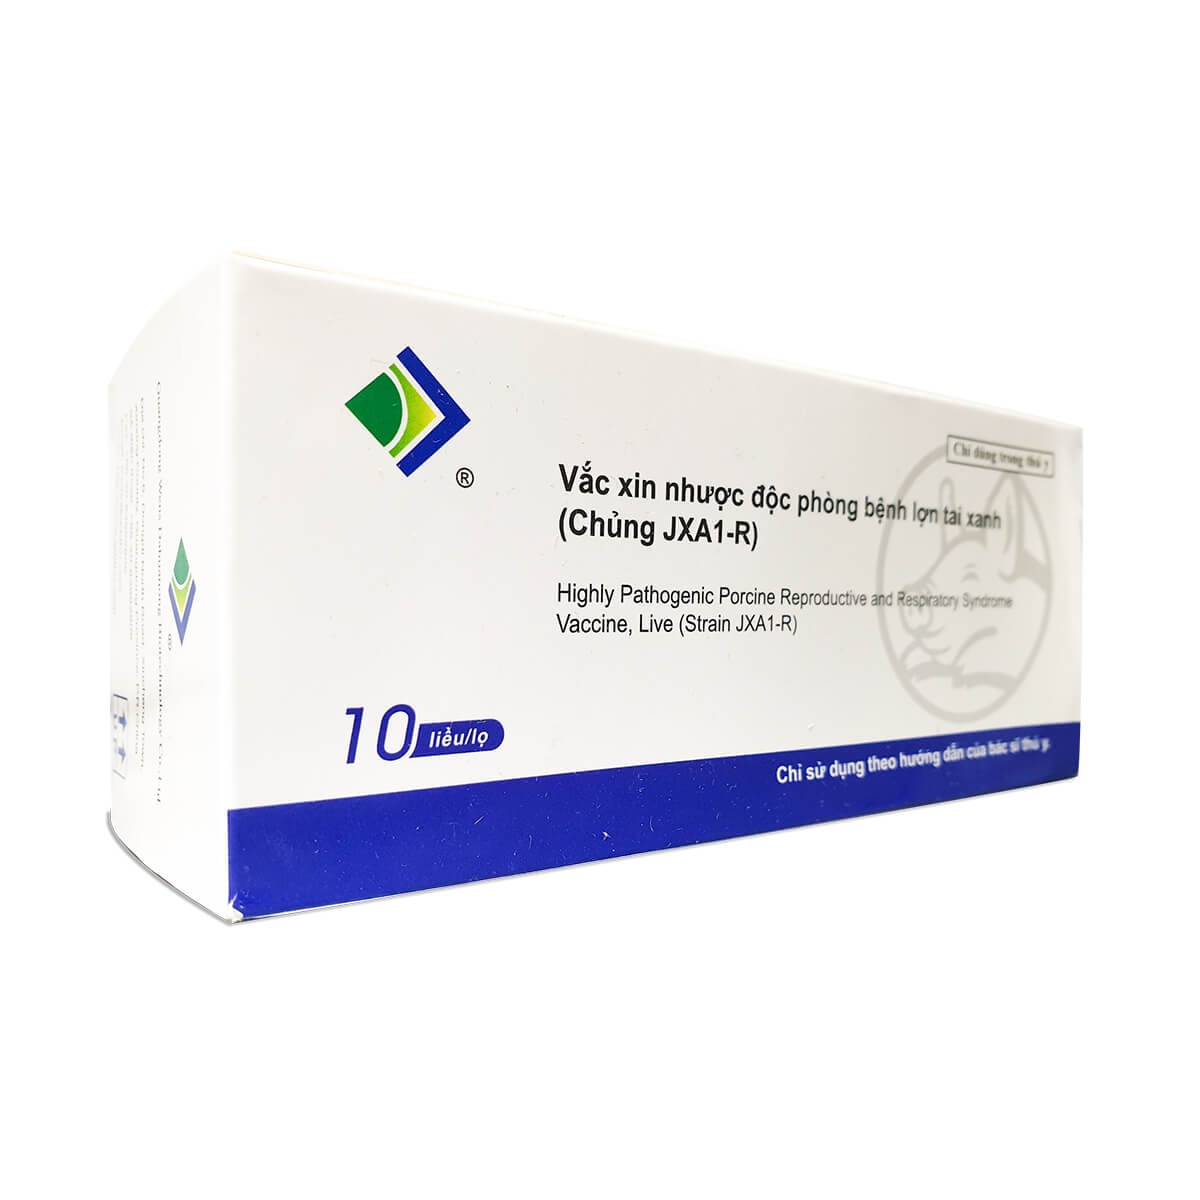 Chỉ dùng trong thú y
Vắc xin nhược độc phòng bệnh lợn tai xanh
(Chủng JXA1-R)
Highly Pathogenic Porcine Reproductive and Respiratory Syndrome
Vaccine, Live (Strain JXA1-R)
10 liều/lọ
Chỉ sử dụng theo hướng dẫn của bác sĩ thú y.
®
®